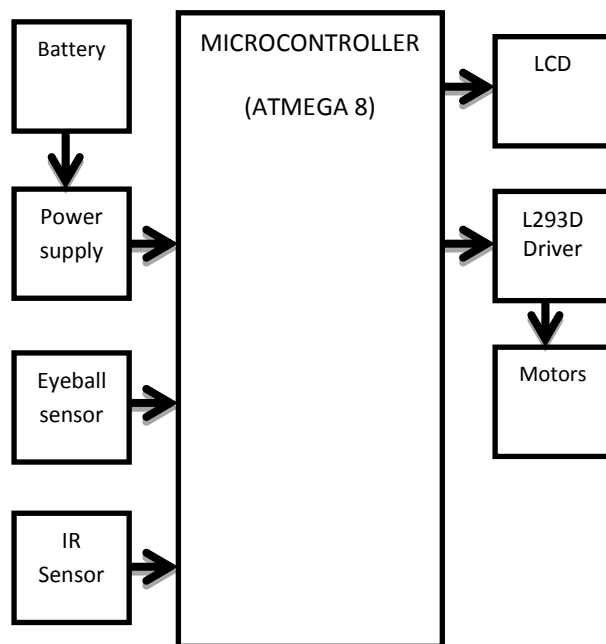 Battery
Power
supply
Eyeball
sensor
IR
Sensor
MICROCONTROLLER
(ATMEGA 8)
LCD
L293D
Driver
Motors